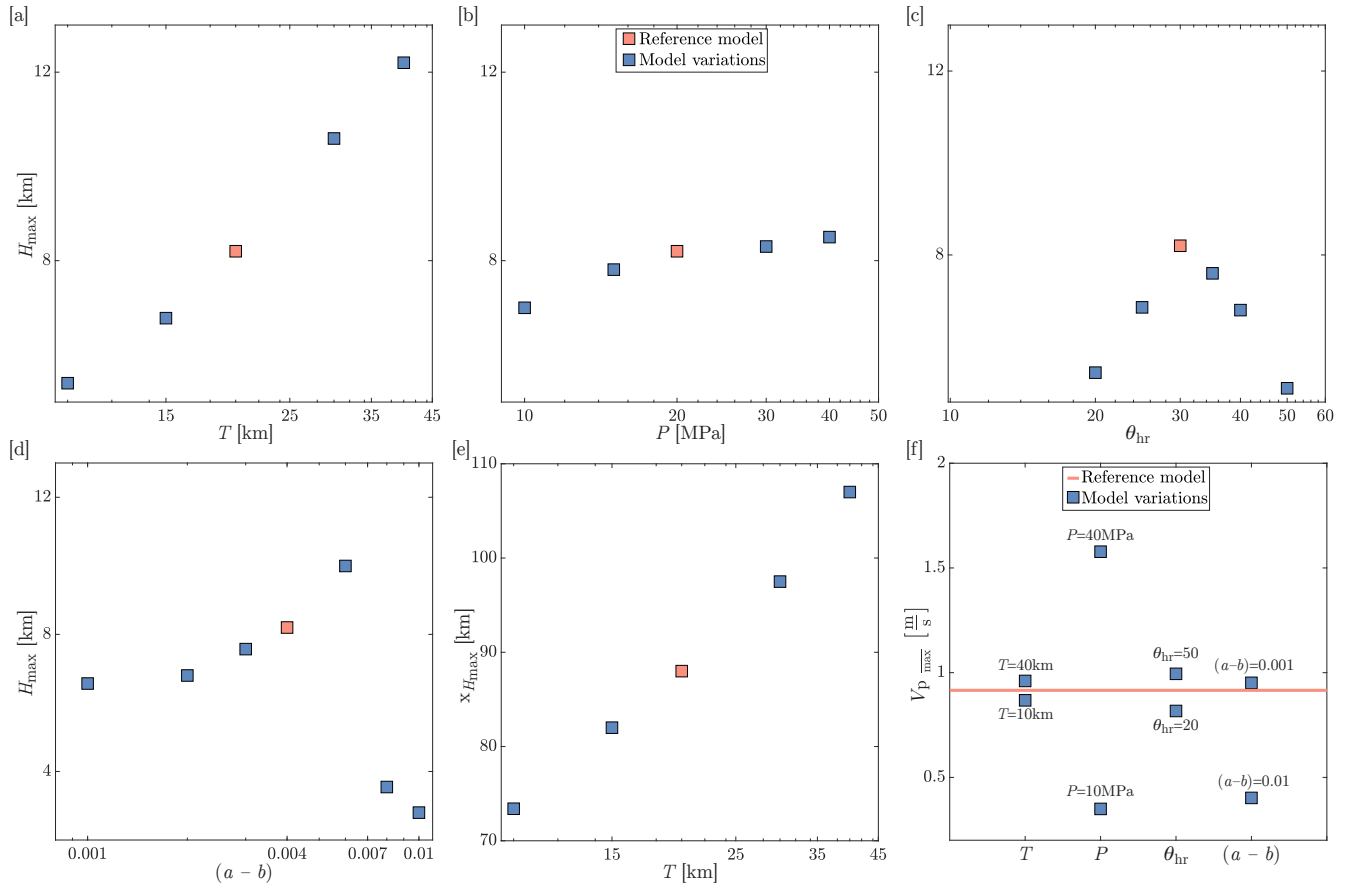 [a]
12
8
H_max [km]
15
25
35
45
T [km]
[b]
Reference model
Model variations
12
8
10
20
30
40
50
P [MPa]
[c]
12
8
10
20
30
40
50
60
θ_hr
[d]
12
8
4
H_max [km]
0.001
0.004
0.007
0.01
(a – b)
[e]
110
100
90
80
70
x_H_max [km]
15
25
35
45
T [km]
[f]
2
1.5
1
0.5
Vp_max [m/s]
Reference model
Model variations
P=40MPa
θ_hr=50
T=40km
(a–b)=0.001
T=10km
θ_hr=20
(a–b)=0.01
P=10MPa
T
P
θ_hr
(a – b)